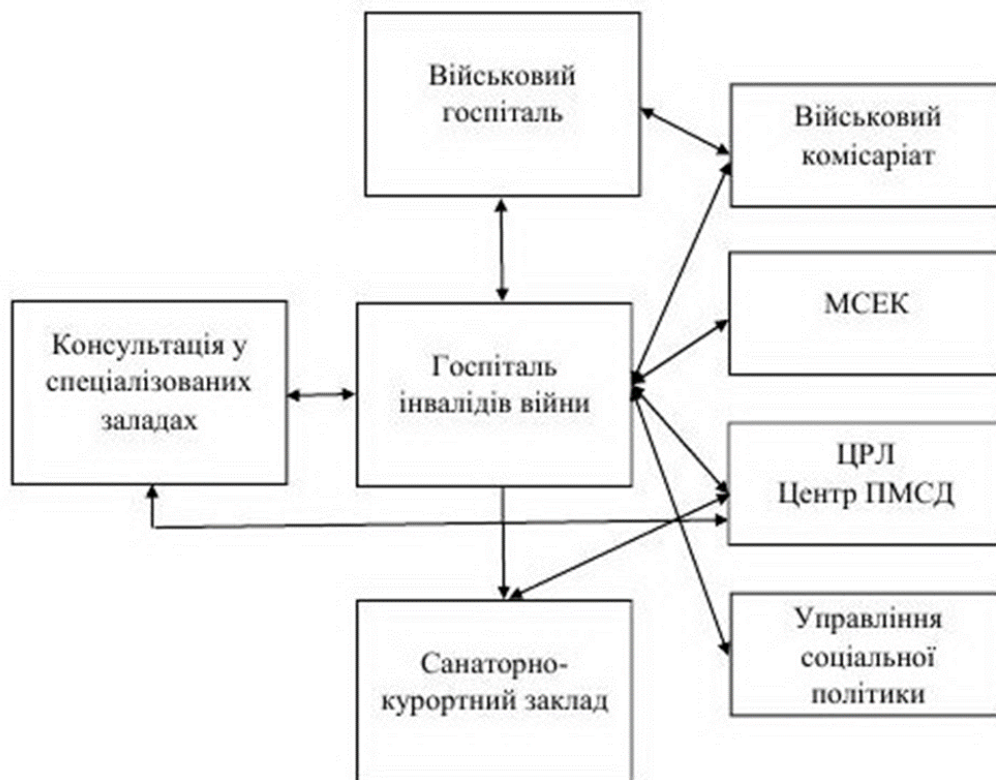 Військовий
госпіталь
Військовий
комісаріат
МСЕК
Консультація у
спеціалізованих
заладах
Госпіталь
інвалідів війни
ЦРЛ
Центр ПМСД
Санаторно-
курортний заклад
Управління
соціальної
політики